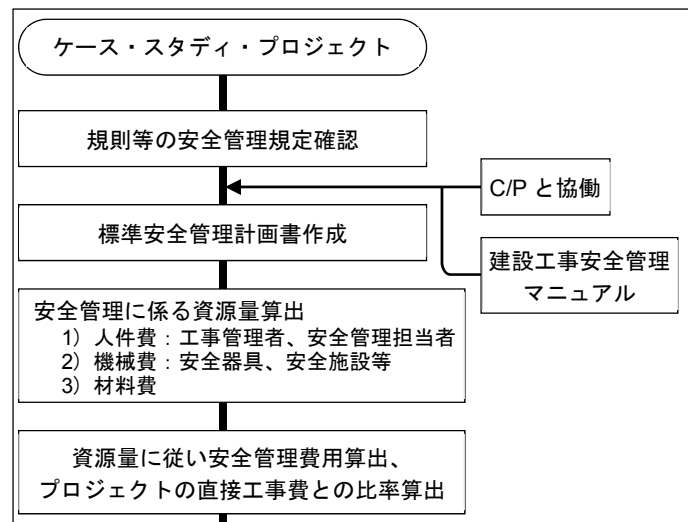 ケース・スタディ・プロジェクト
規則等の安全管理規定確認
C/P と協働
標準安全管理計画書作成
建設工事安全管理
マニュアル
安全管理に係る資源量算出
1）人件費：工事管理者、安全管理担当者
2）機械費：安全器具、安全施設等
3）材料費
資源量に従い安全管理費用算出、
プロジェクトの直接工事費との比率算出